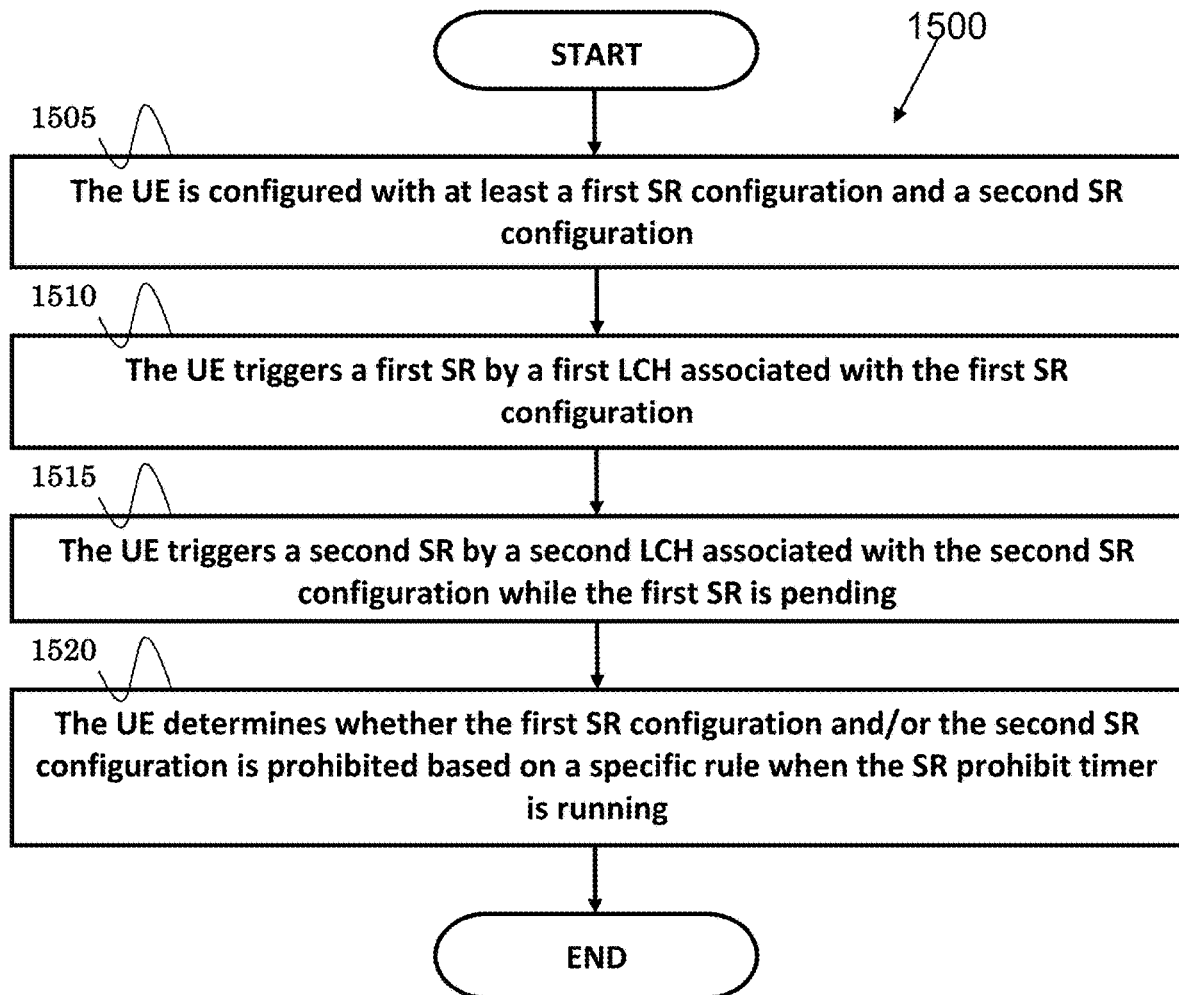 START
1500
1505
The UE is configured with at least a first SR configuration and a second SR
configuration
1510
The UE triggers a first SR by a first LCH associated with the first SR
configuration
1515
The UE triggers a second SR by a second LCH associated with the second SR
configuration while the first SR is pending
1520
The UE determines whether the first SR configuration and/or the second SR
configuration is prohibited based on a specific rule when the SR prohibit timer
is running
END